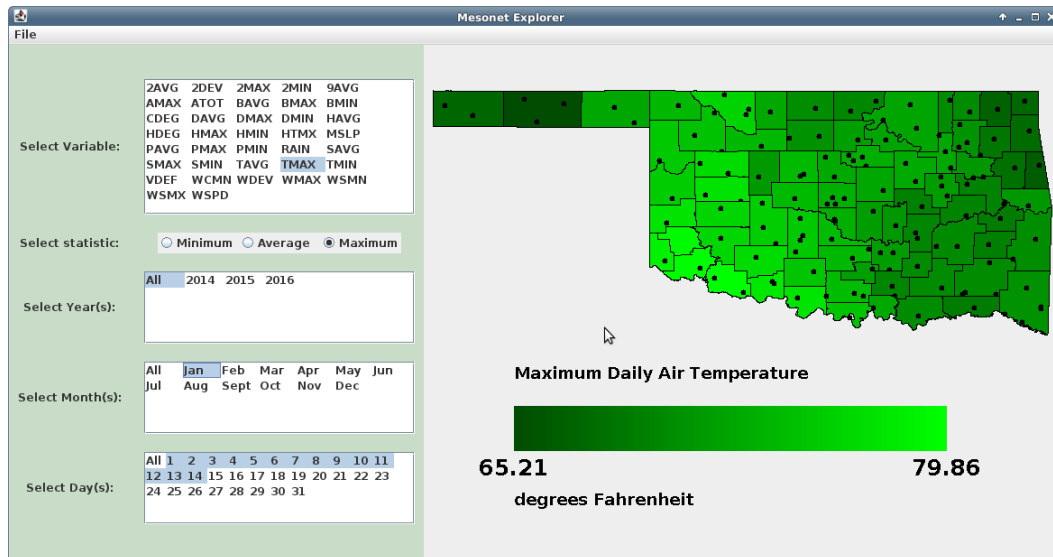 Mesonet Explorer
File
Select Variable:
2AVG 2DEV 2MAX 2MIN 9AVG
AMAX ATOT BAVG BMAX BMIN
CDEG DAVG DMAX DMIN HAVG
HDEG HMAX HMIN HTMX MSLP
PAVG PMAX PMIN RAIN SAVG
SMAX SMIN TAVG TMAX TMIN
VDEF WCMN WDEV WMAX WSMN
WSMX WSPD
Select statistic:
Minimum Average Maximum
Select Year(s):
All 2014 2015 2016
Select Month(s):
All Jan Feb Mar Apr May Jun
Jul Aug Sept Oct Nov Dec
Select Day(s):
All 1 2 3 4 5 6 7 8 9 10 11
12 13 14 15 16 17 18 19 20 21 22 23
24 25 26 27 28 29 30 31
Maximum Daily Air Temperature
65.21 79.86
degrees Fahrenheit